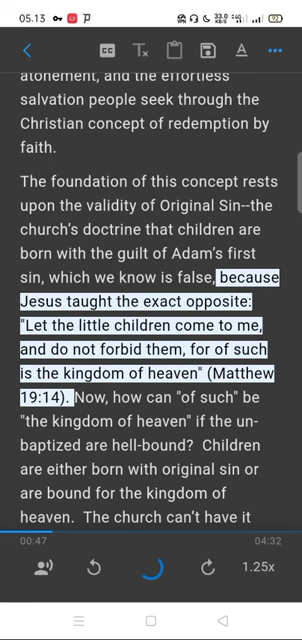 05.13
33.0
KB/S
4G
92
CC
T
A
atonement, and the effortless
salvation people seek through the
Christian concept of redemption by
faith.
The foundation of this concept rests
upon the validity of Original Sin--the
church's doctrine that children are
born with the guilt of Adam's first
sin, which we know is false, because
Jesus taught the exact opposite:
"Let the little children come to me,
and do not forbid them, for of such
is the kingdom of heaven" (Matthew
19:14). Now, how can "of such" be
"the kingdom of heaven" if the un-
baptized are hell-bound?  Children
are either born with original sin or
are bound for the kingdom of
heaven.  The church can't have it
00:47
04:32
1.25x